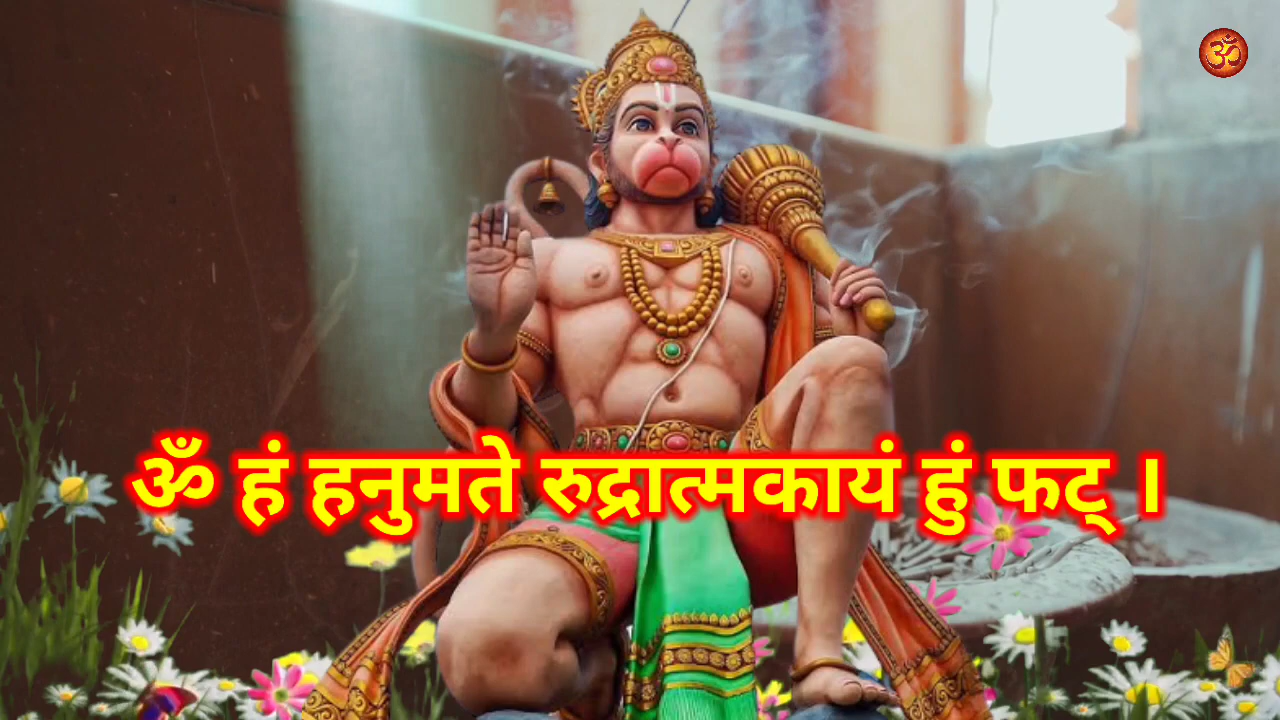 ॐ हं हनुमते रुद्रात्मकायं हुं फट् ।
ॐ